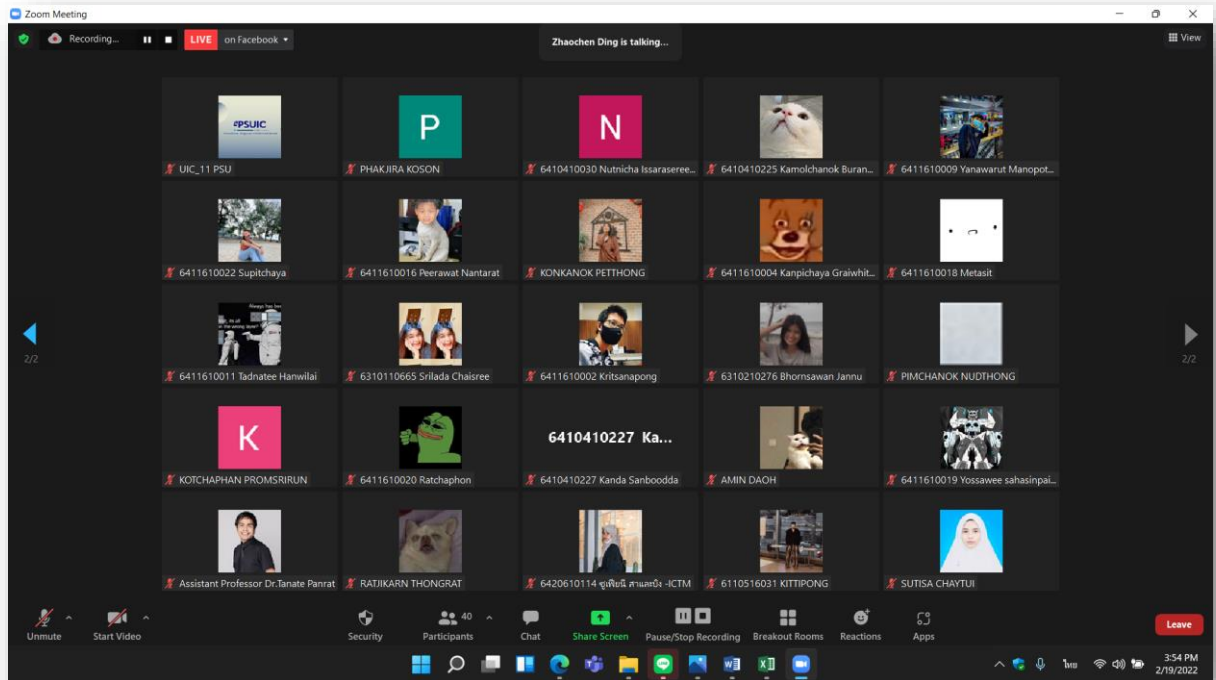 Zoom Meeting
Recording...
LIVE on Facebook
Zhaochen Ding is talking...
View
PSUIC
P
N
UIC_11 PSU
PHAKJIRA KOSON
6410410030 Nutnicha Issaraseree...
6410410225 Kamolchanok Buran...
6411610009 Yanawarut Manopot...
6411610022 Supitchaya
6411610016 Peerawat Nantarat
KONKANOK PETTHONG
6411610004 Kanpichaya Graiwhit...
6411610018 Metasit
2/2
2/2
6411610011 Tadnatee Hanwilai
6310110665 Srilada Chaisree
6411610002 Kritsanapong
6310210276 Bhornsawan Jannu
PIMCHANOK NUDTHONG
K
6410410227 Ka...
KOTCHAPHAN PROMSRIRUN
6411610020 Ratchaphon
6410410227 Kanda Sanboodda
AMIN DAOH
6411610019 Yossawee sahasinpai...
Assistant Professor Dr.Tanate Panrat
RATJIKARN THONGRAT
6420610114 ซูเฟียนี สาและบิง -ICTM
6110516031 KITTIPONG
SUTISA CHAYTUI
Unmute
Start Video
Security
Participants
40
Chat
Share Screen
Pause/Stop Recording
Breakout Rooms
Reactions
Apps
Leave
ไทย
3:54 PM
2/19/2022